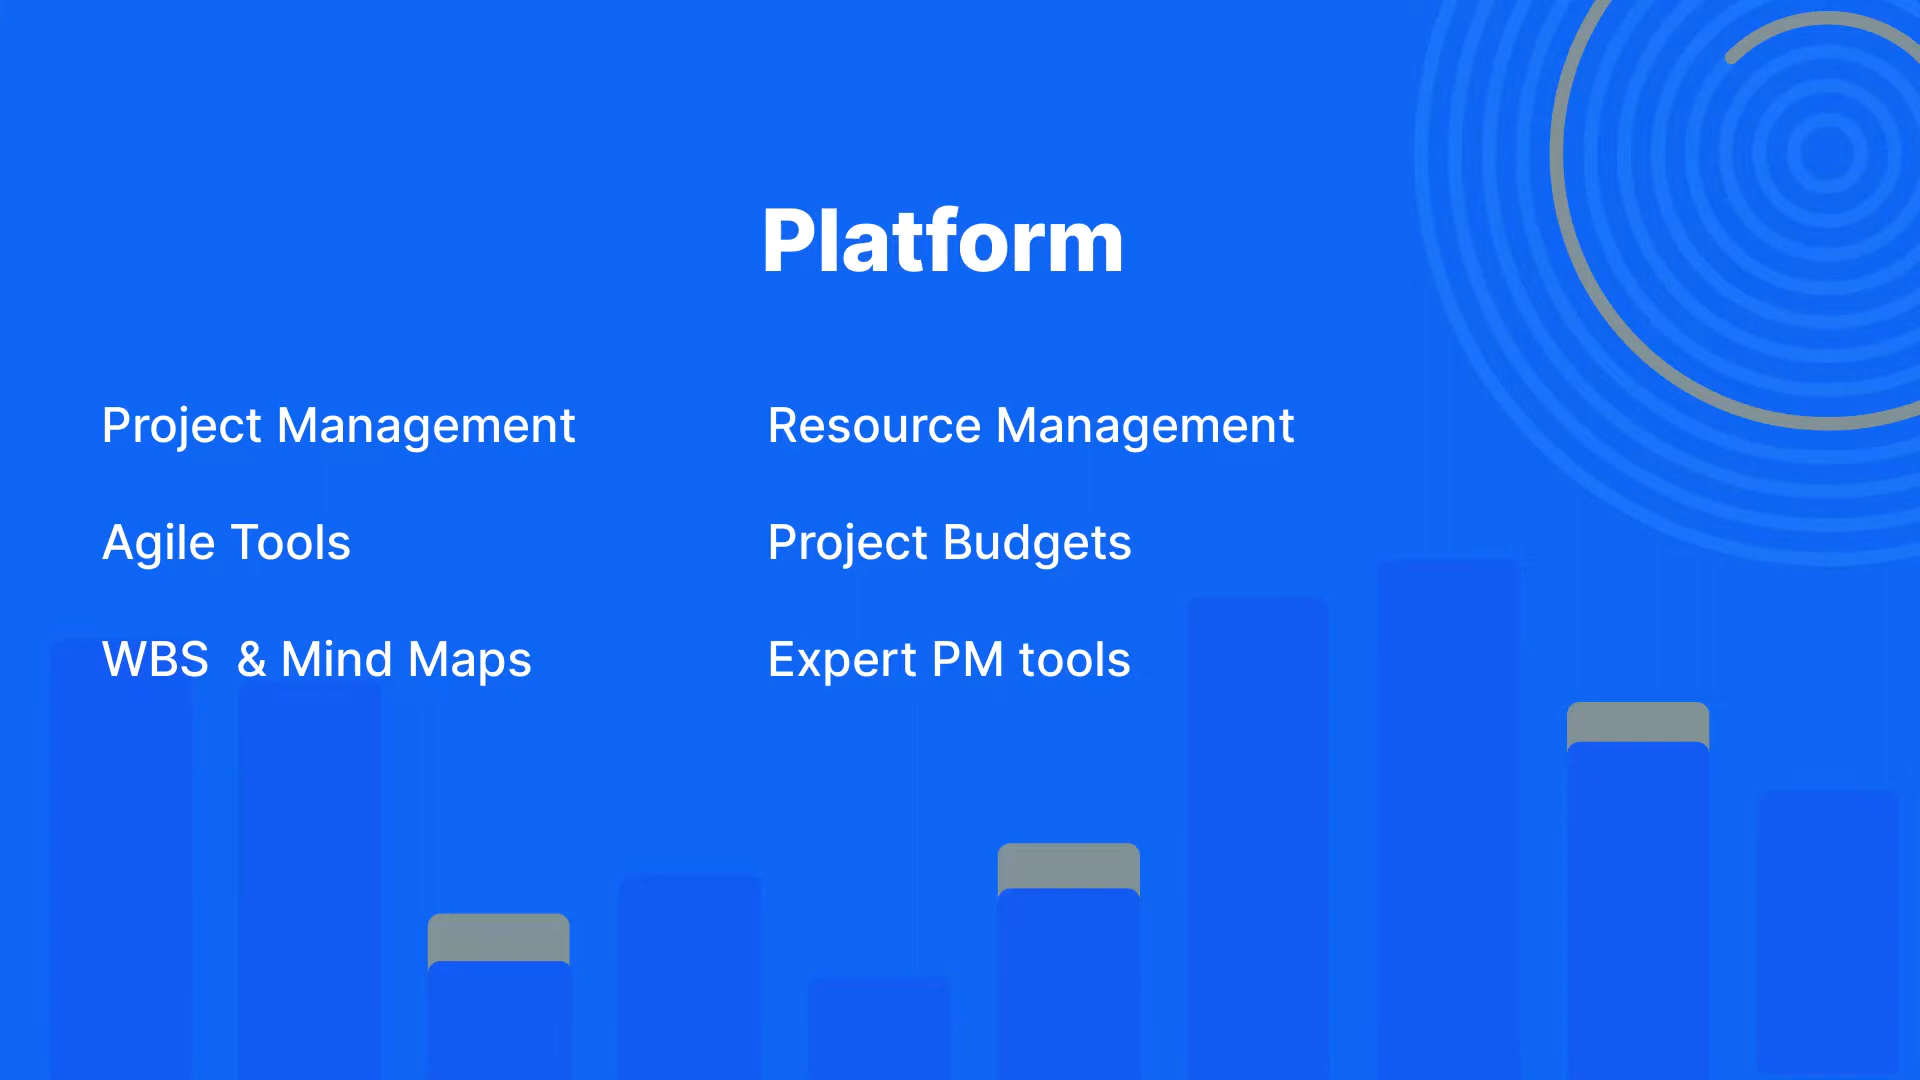 Platform
Project Management
Resource Management
Agile Tools
Project Budgets
WBS  & Mind Maps
Expert PM tools